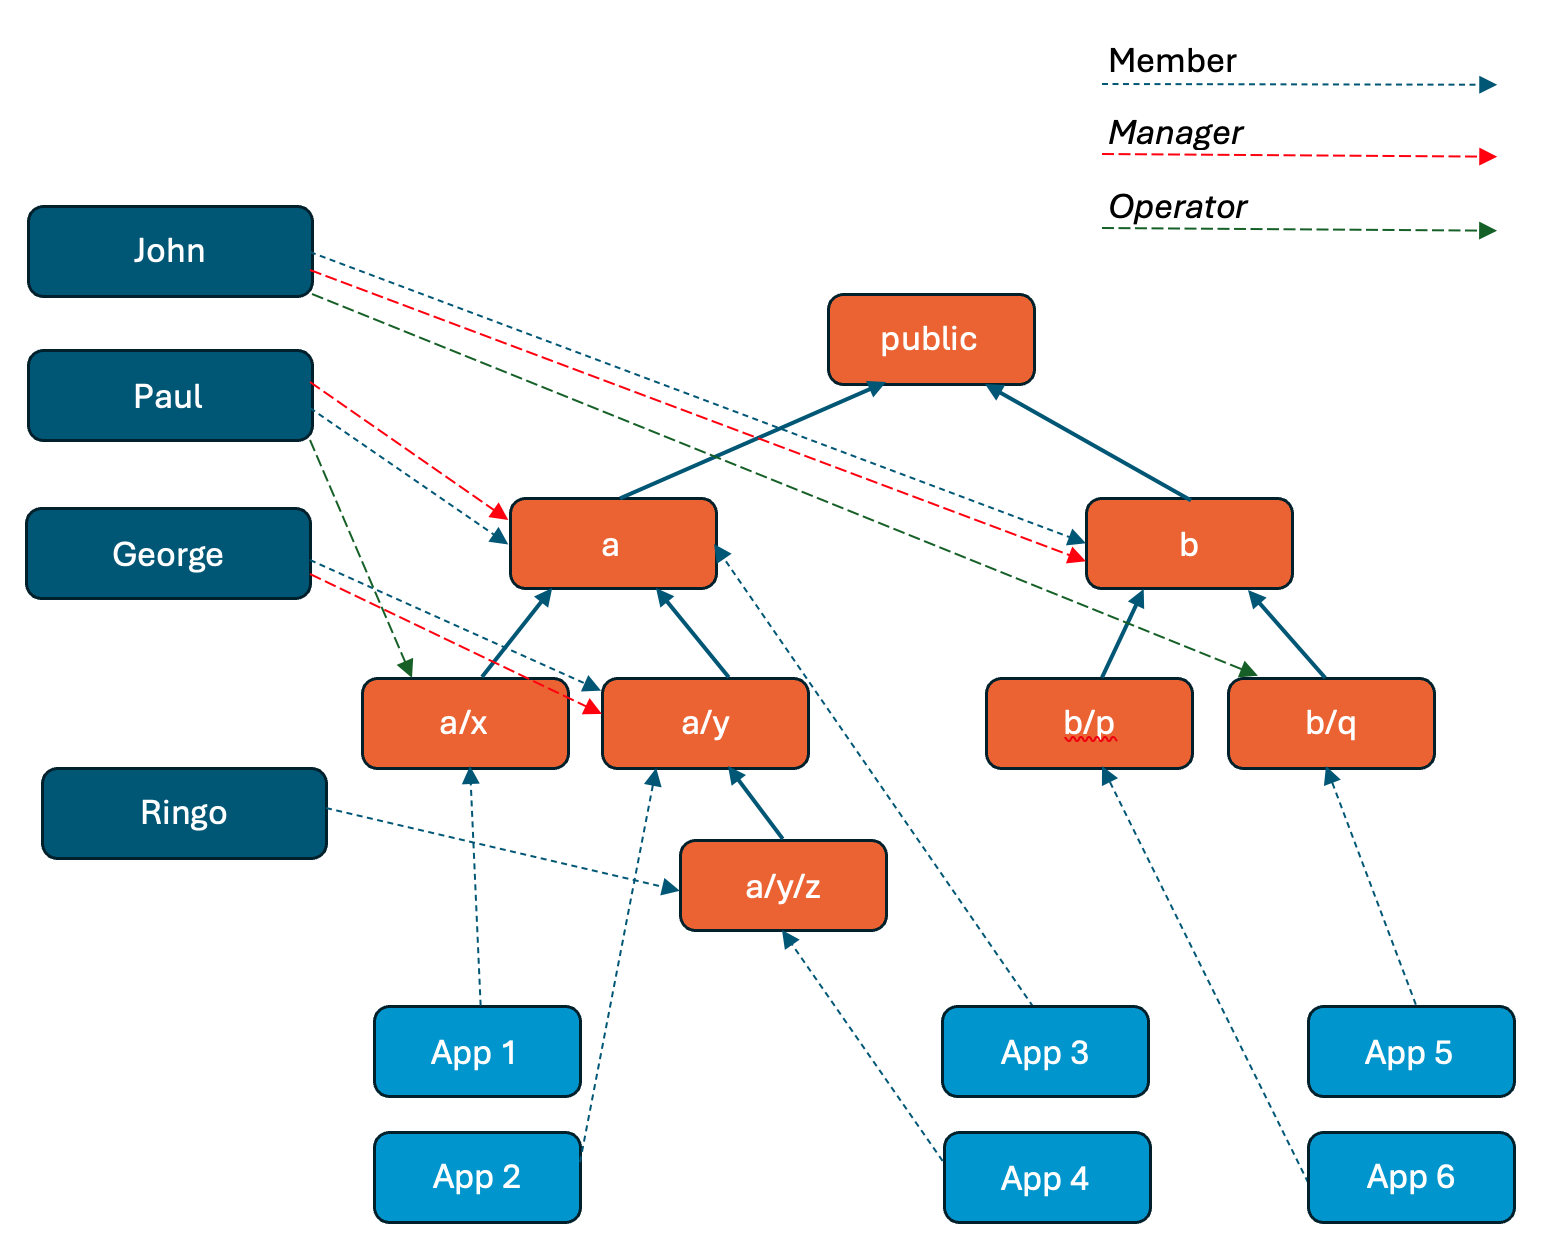 Member
Manager
Operator
John
public
Paul
a
b
George
a/x
a/y
b/p
b/q
Ringo
a/y/z
App 1
App 3
App 5
App 2
App 4
App 6